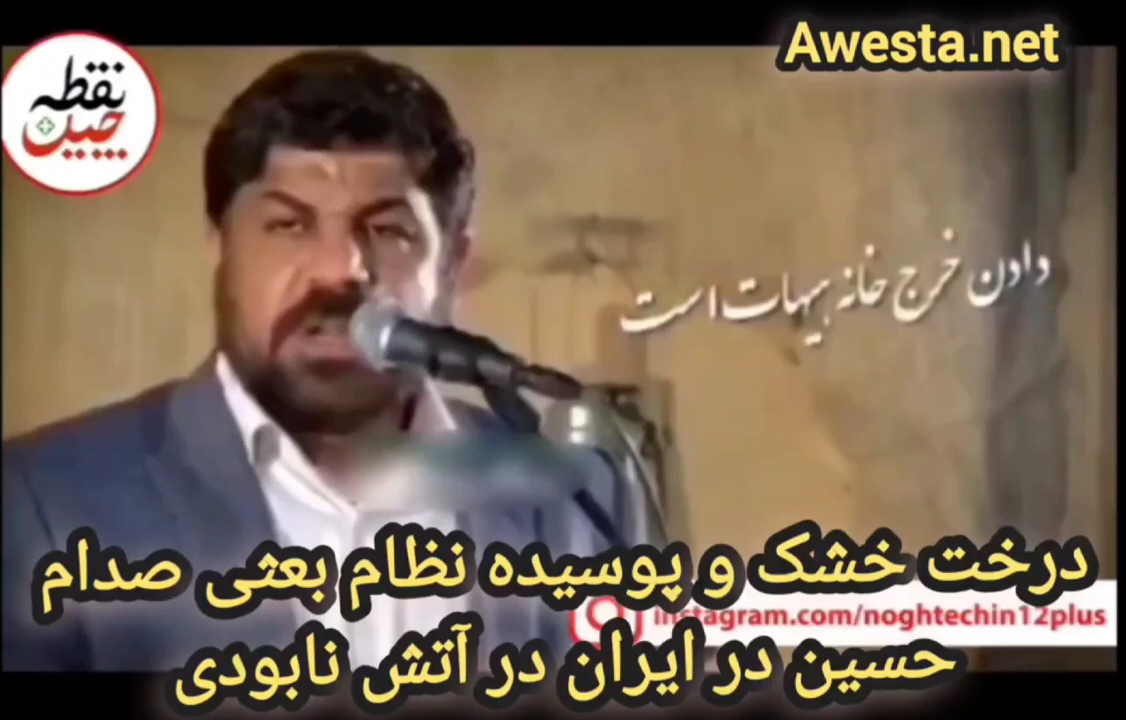 Awesta.net
نقطه
چین
دادن خرج خانه هیهات است
درخت خشک و پوسیده نظام بعثی صدام
instagram.com/noghtechin12plus
حسین در ایران در آتش نابودی